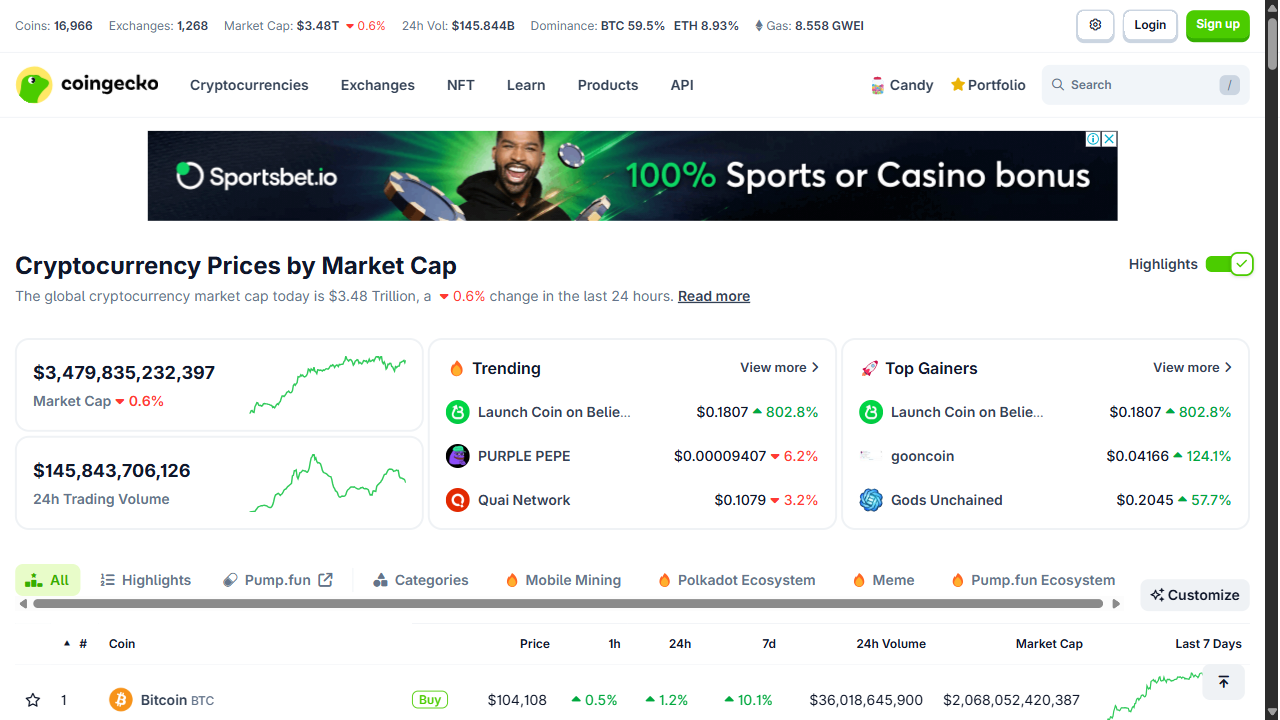 Coins: 16,966 Exchanges: 1,268 Market Cap: $3.48T 0.6% 24h Vol: $145.844B Dominance: BTC 59.5% ETH 8.93% Gas: 8.558 GWEI Login Sign up
coingecko Cryptocurrencies Exchanges NFT Learn Products API Candy Portfolio Search /
Sportsbet.io 100% Sports or Casino bonus
Cryptocurrency Prices by Market Cap Highlights
The global cryptocurrency market cap today is $3.48 Trillion, a 0.6% change in the last 24 hours. Read more
$3,479,835,232,397
Market Cap 0.6%
$145,843,706,126
24h Trading Volume
Trending View more
Launch Coin on Belie... $0.1807 802.8%
PURPLE PEPE $0.00009407 6.2%
Quai Network $0.1079 3.2%
Top Gainers View more
Launch Coin on Belie... $0.1807 802.8%
gooncoin $0.04166 124.1%
Gods Unchained $0.2045 57.7%
All Highlights Pump.fun Categories Mobile Mining Polkadot Ecosystem Meme Pump.fun Ecosystem Customize
# Coin Price 1h 24h 7d 24h Volume Market Cap Last 7 Days
1 Bitcoin BTC Buy $104,108 0.5% 1.2% 10.1% $36,018,645,900 $2,068,052,420,387